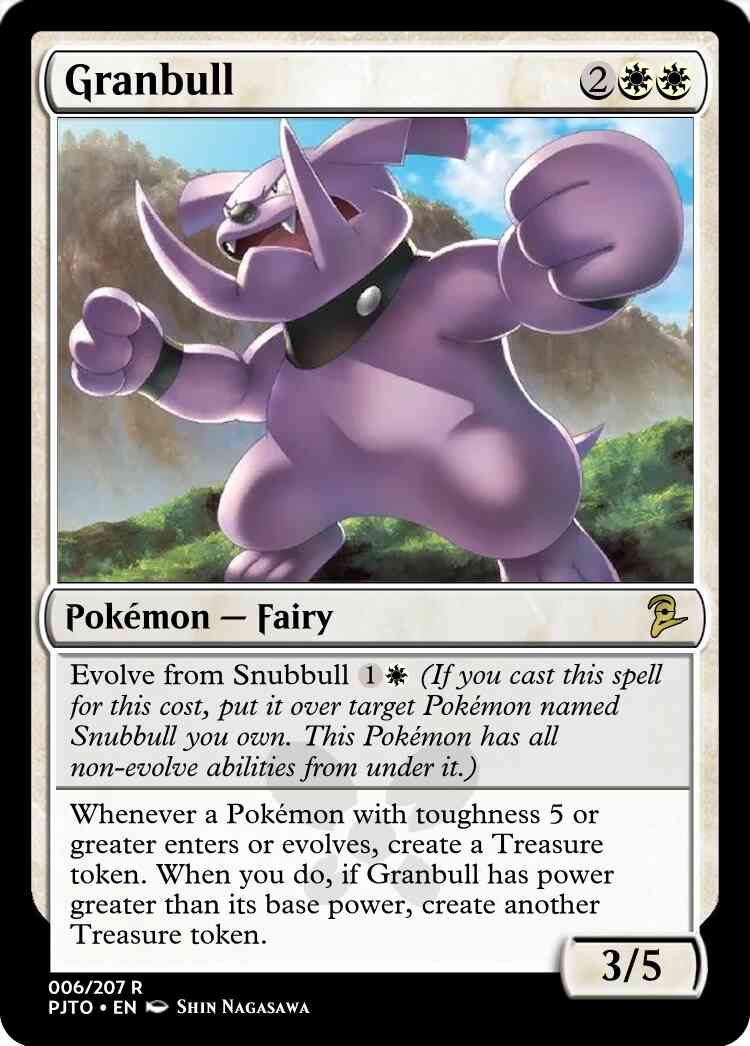 Granbull 2
Pokémon — Fairy
Evolve from Snubbull 1 (If you cast this spell
for this cost, put it over target Pokémon named
Snubbull you own. This Pokémon has all
non-evolve abilities from under it.)
Whenever a Pokémon with toughness 5 or
greater enters or evolves, create a Treasure
token. When you do, if Granbull has power
greater than its base power, create another
Treasure token.
3/5
006/207 R
PJTO • EN Shin Nagasawa